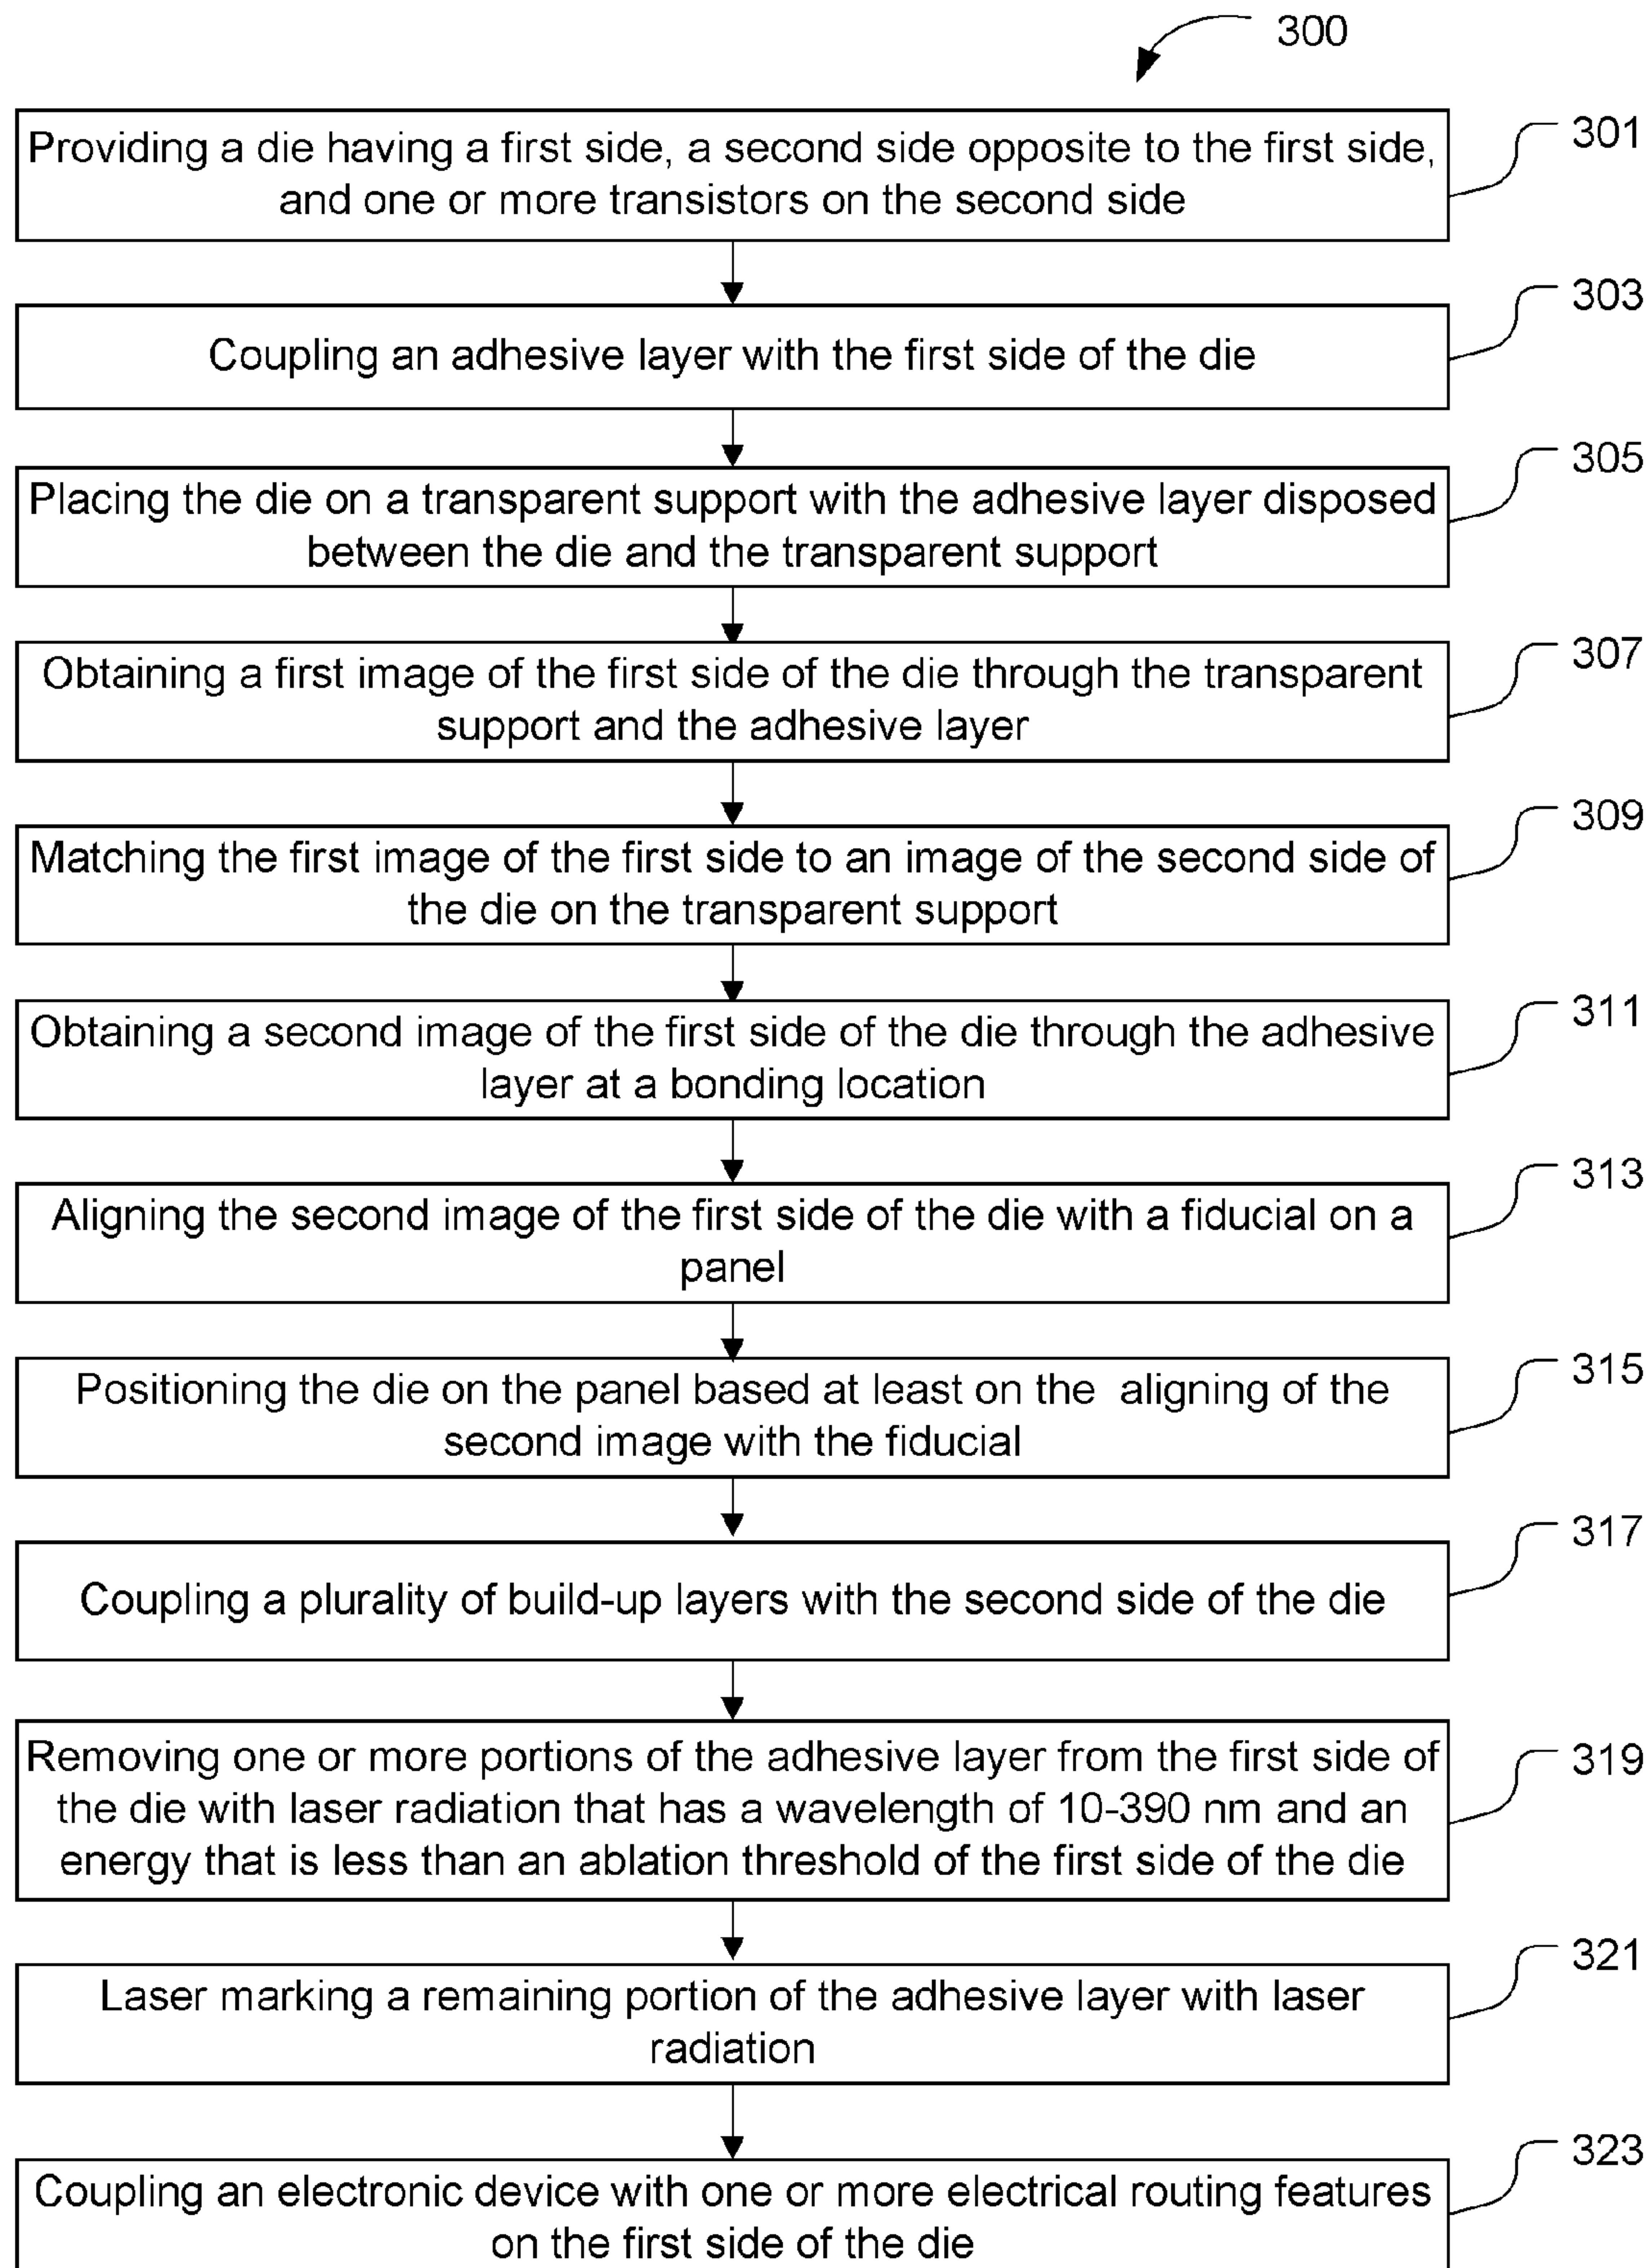 300
Providing a die having a first side, a second side opposite to the first side,
and one or more transistors on the second side
301
Coupling an adhesive layer with the first side of the die
303
Placing the die on a transparent support with the adhesive layer disposed
between the die and the transparent support
305
Obtaining a first image of the first side of the die through the transparent
support and the adhesive layer
307
Matching the first image of the first side to an image of the second side of
the die on the transparent support
309
Obtaining a second image of the first side of the die through the adhesive
layer at a bonding location
311
Aligning the second image of the first side of the die with a fiducial on a
panel
313
Positioning the die on the panel based at least on the aligning of the
second image with the fiducial
315
Coupling a plurality of build-up layers with the second side of the die
317
Removing one or more portions of the adhesive layer from the first side of
the die with laser radiation that has a wavelength of 10-390 nm and an
energy that is less than an ablation threshold of the first side of the die
319
Laser marking a remaining portion of the adhesive layer with laser
radiation
321
Coupling an electronic device with one or more electrical routing features
on the first side of the die
323